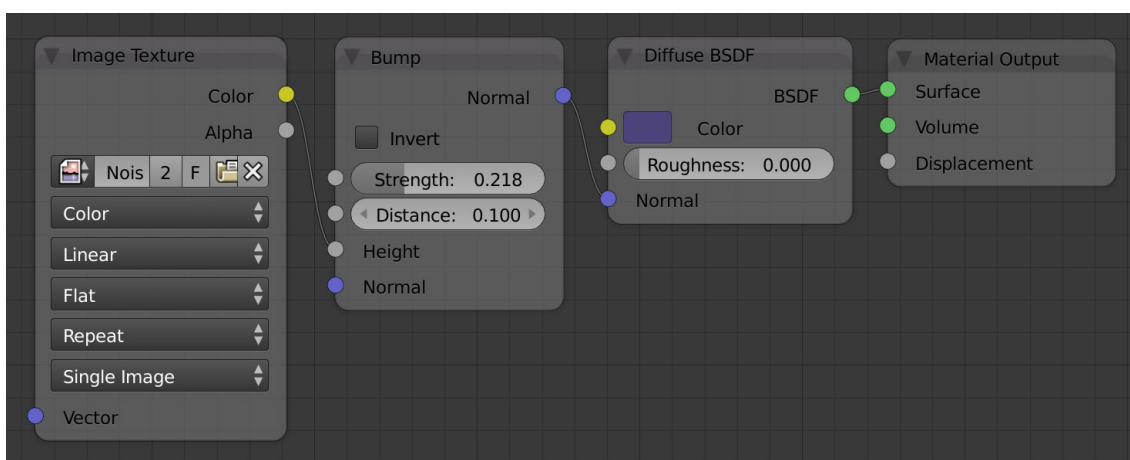 Image Texture
Color
Alpha
Nois 2 F
Color
Linear
Flat
Repeat
Single Image
Vector
Bump
Normal
Invert
Strength: 0.218
Distance: 0.100
Height
Normal
Diffuse BSDF
BSDF
Color
Roughness: 0.000
Normal
Material Output
Surface
Volume
Displacement